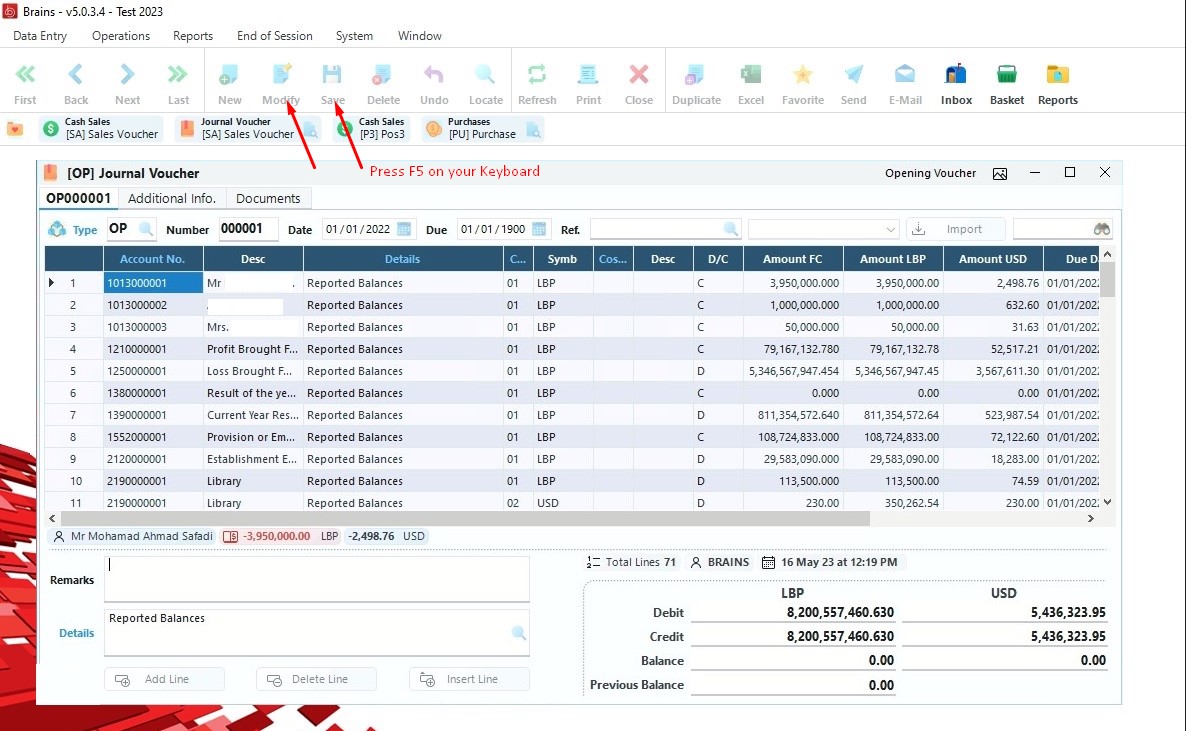 Brains - v5.0.3.4 - Test 2023
Data Entry Operations Reports End of Session System Window
First Back Next Last New Modify Save Delete Undo Locate Refresh Print Close Duplicate Excel Favorite Send E-Mail Inbox Basket Reports
Cash Sales Journal Voucher Cash Sales Purchases
[SA] Sales Voucher [SA] Sales Voucher [P3] Pos3 [PU] Purchase
Press F5 on your Keyboard
[OP] Journal Voucher Opening Voucher
OP000001 Additional Info. Documents
Type OP Number 000001 Date 01/01/2022 Due 01/01/1900 Ref. Import
Account No. Desc Details C... Symb Cos... Desc D/C Amount FC Amount LBP Amount USD Due D
1 1013000001 Mr . Reported Balances 01 LBP C 3,950,000.000 3,950,000.00 2,498.76 01/01/2022
2 1013000002 Reported Balances 01 LBP C 1,000,000.000 1,000,000.00 632.60 01/01/2022
3 1013000003 Mrs. Reported Balances 01 LBP C 50,000.000 50,000.00 31.63 01/01/2022
4 1210000001 Profit Brought F... Reported Balances 01 LBP C 79,167,132.780 79,167,132.78 52,517.21 01/01/2022
5 1250000001 Loss Brought F... Reported Balances 01 LBP D 5,346,567,947.454 5,346,567,947.45 3,567,611.30 01/01/2022
6 1380000001 Result of the ye... Reported Balances 01 LBP C 0.000 0.00 0.00 01/01/2022
7 1390000001 Current Year Res... Reported Balances 01 LBP D 811,354,572.640 811,354,572.64 523,987.54 01/01/2022
8 1552000001 Provision or Em... Reported Balances 01 LBP C 108,724,833.000 108,724,833.00 72,122.60 01/01/2022
9 2120000001 Establishment E... Reported Balances 01 LBP D 29,583,090.000 29,583,090.00 18,283.00 01/01/2022
10 2190000001 Library Reported Balances 01 LBP D 113,500.000 113,500.00 74.59 01/01/2022
11 2190000001 Library Reported Balances 02 USD D 230.00 350,262.54 230.00 01/01/2022
Mr Mohamad Ahmad Safadi -3,950,000.00 LBP -2,498.76 USD
Total Lines 71 BRAINS 16 May 23 at 12:19 PM
Remarks
Details Reported Balances
Add Line Delete Line Insert Line
LBP USD
Debit 8,200,557,460.630 5,436,323.95
Credit 8,200,557,460.630 5,436,323.95
Balance 0.00 0.00
Previous Balance 0.00